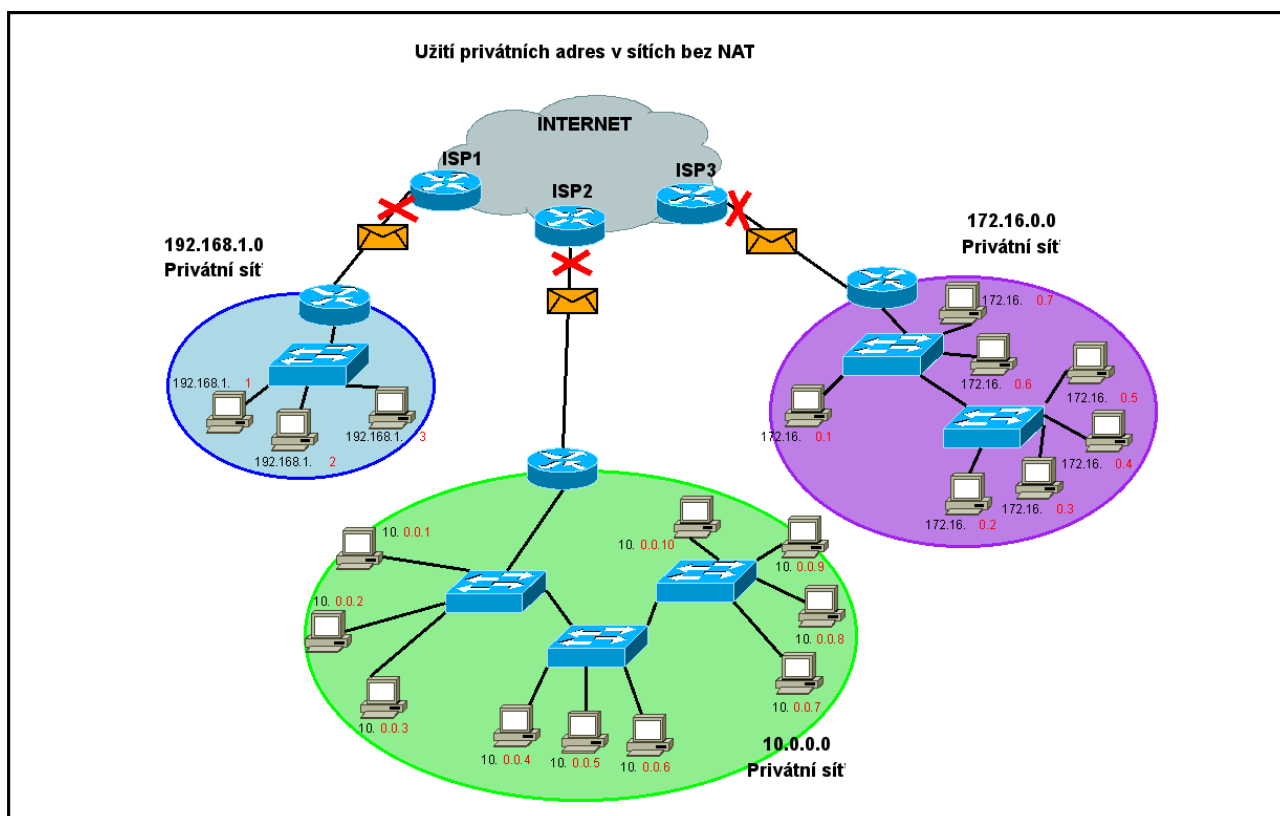 Užití privátních adres v sítích bez NAT
INTERNET
ISP1
ISP2
ISP3
192.168.1.0
Privátní síť
172.16.0.0
Privátní síť
192.168.1. 1
192.168.1. 2
192.168.1. 3
172.16. 0.7
172.16. 0.6
172.16. 0.5
172.16. 0.1
172.16. 0.4
172.16. 0.3
172.16. 0.2
10. 0.0.1
10. 0.0.2
10. 0.0.3
10. 0.0.4
10. 0.0.5
10. 0.0.6
10. 0.0.10
10. 0.0.9
10. 0.0.8
10. 0.0.7
10.0.0.0
Privátní síť